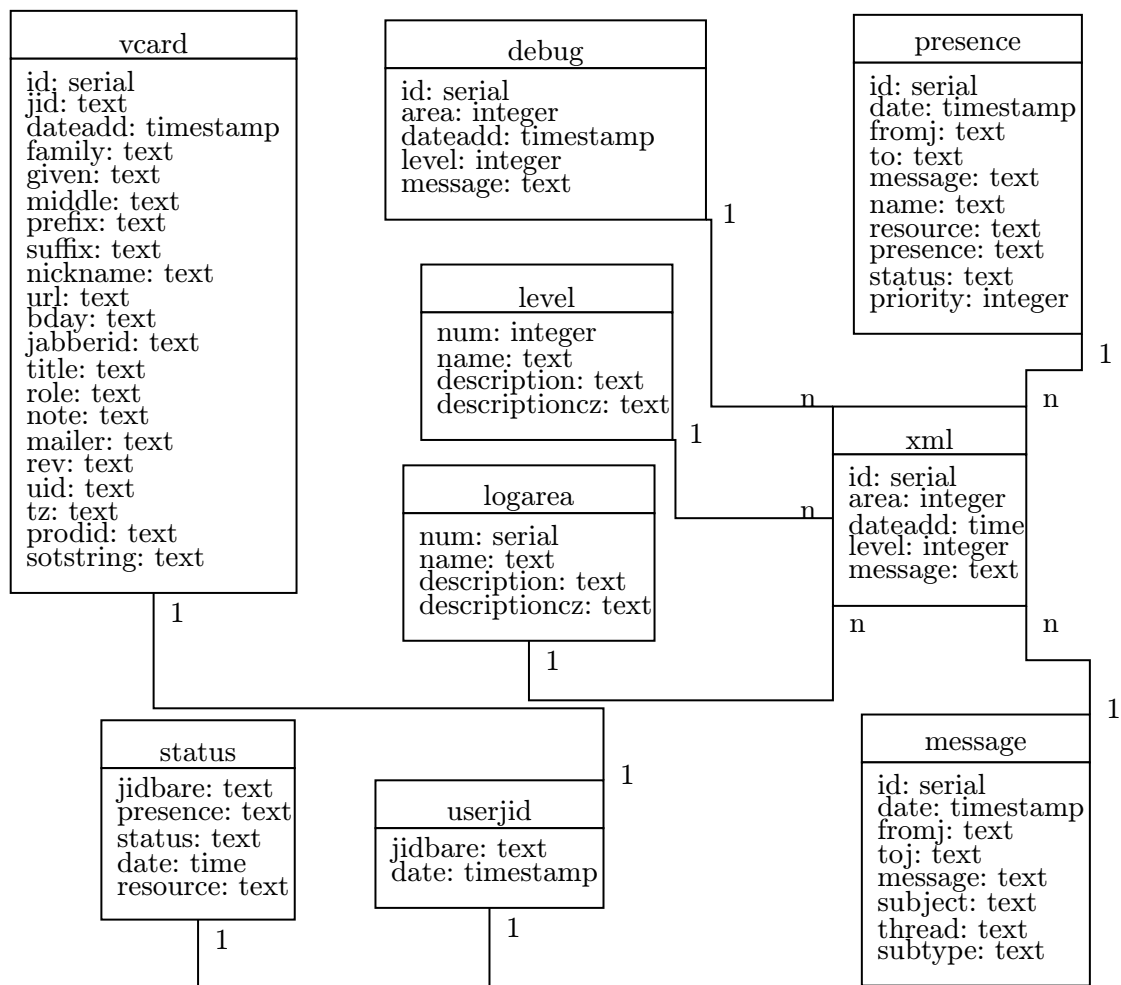 vcard
id: serial
jid: text
dateadd: timestamp
family: text
given: text
middle: text
prefix: text
suffix: text
nickname: text
url: text
bday: text
jabberid: text
title: text
role: text
note: text
mailer: text
rev: text
uid: text
tz: text
prodid: text
sotstring: text
1
debug
id: serial
area: integer
dateadd: timestamp
level: integer
message: text
1
presence
id: serial
date: timestamp
fromj: text
to: text
message: text
name: text
resource: text
presence: text
status: text
priority: integer
1
level
num: integer
name: text
description: text
descriptioncz: text
1
n
n
xml
id: serial
area: integer
dateadd: time
level: integer
message: text
n
n
n
logarea
num: serial
name: text
description: text
descriptioncz: text
1
status
jidbare: text
presence: text
status: text
date: time
resource: text
1
1
userjid
jidbare: text
date: timestamp
1
1
message
id: serial
date: timestamp
fromj: text
toj: text
message: text
subject: text
thread: text
subtype: text